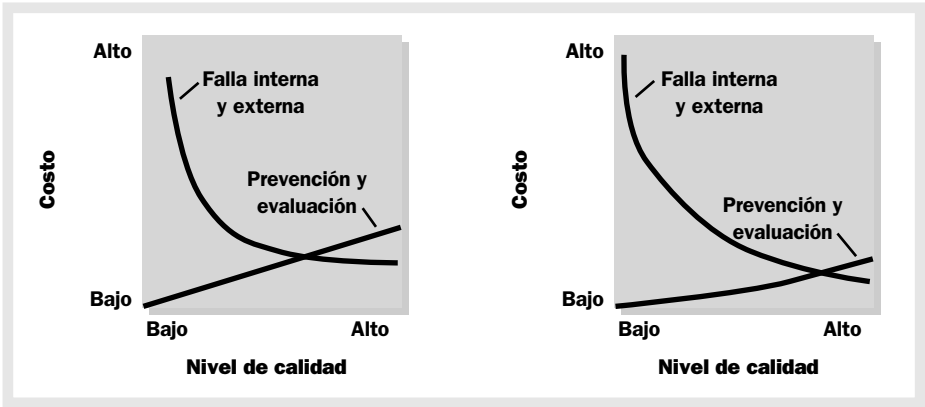 Alto
Falla interna
y externa
Costo
Prevención y
evaluación
Bajo
Bajo
Alto
Nivel de calidad
Alto
Falla interna
y externa
Costo
Prevención y
evaluación
Bajo
Bajo
Alto
Nivel de calidad